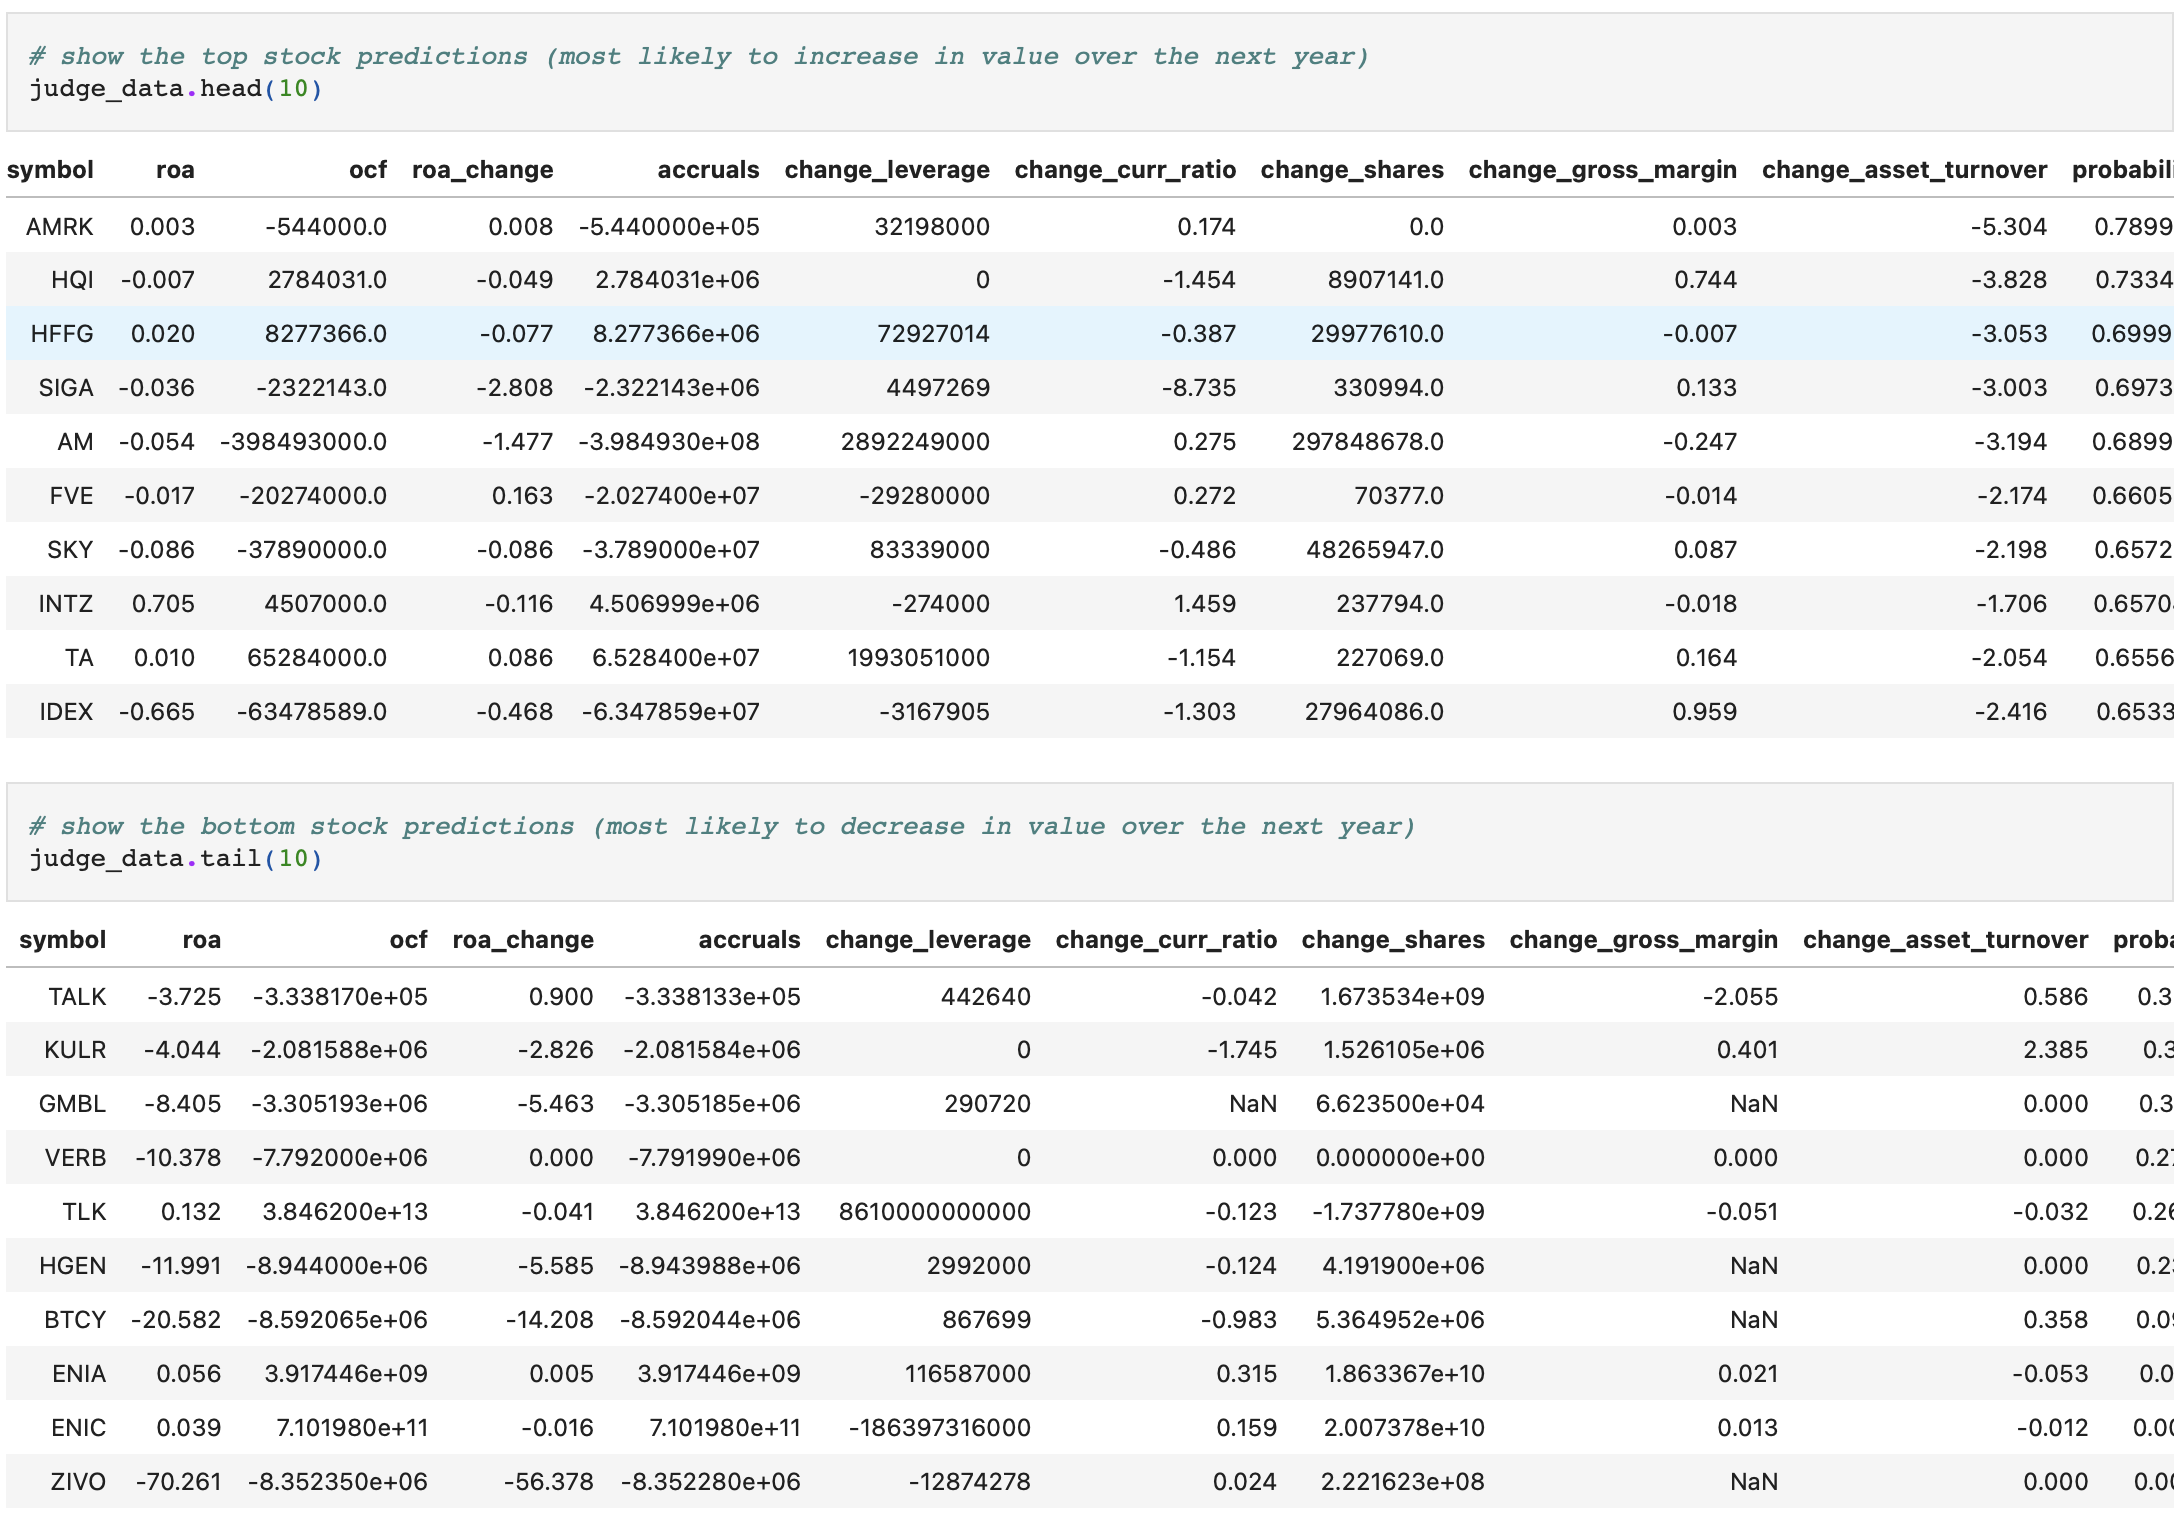 # show the top stock predictions (most likely to increase in value over the next year)
judge_data.head(10)
symbol roa ocf roa_change accruals change_leverage change_curr_ratio change_shares change_gross_margin change_asset_turnover probabili
AMRK 0.003 -544000.0 0.008 -5.440000e+05 32198000 0.174 0.0 0.003 -5.304 0.7899
HQI -0.007 2784031.0 -0.049 2.784031e+06 0 -1.454 8907141.0 0.744 -3.828 0.7334
HFFG 0.020 8277366.0 -0.077 8.277366e+06 72927014 -0.387 29977610.0 -0.007 -3.053 0.6999
SIGA -0.036 -2322143.0 -2.808 -2.322143e+06 4497269 -8.735 330994.0 0.133 -3.003 0.6973
AM -0.054 -398493000.0 -1.477 -3.984930e+08 2892249000 0.275 297848678.0 -0.247 -3.194 0.6899
FVE -0.017 -20274000.0 0.163 -2.027400e+07 -29280000 0.272 70377.0 -0.014 -2.174 0.6605
SKY -0.086 -37890000.0 -0.086 -3.789000e+07 83339000 -0.486 48265947.0 0.087 -2.198 0.6572
INTZ 0.705 4507000.0 -0.116 4.506999e+06 -274000 1.459 237794.0 -0.018 -1.706 0.6570
TA 0.010 65284000.0 0.086 6.528400e+07 1993051000 -1.154 227069.0 0.164 -2.054 0.6556
IDEX -0.665 -63478589.0 -0.468 -6.347859e+07 -3167905 -1.303 27964086.0 0.959 -2.416 0.6533
# show the bottom stock predictions (most likely to decrease in value over the next year)
judge_data.tail(10)
symbol roa ocf roa_change accruals change_leverage change_curr_ratio change_shares change_gross_margin change_asset_turnover proba
TALK -3.725 -3.338170e+05 0.900 -3.338133e+05 442640 -0.042 1.673534e+09 -2.055 0.586 0.3
KULR -4.044 -2.081588e+06 -2.826 -2.081584e+06 0 -1.745 1.526105e+06 0.401 2.385 0.3
GMBL -8.405 -3.305193e+06 -5.463 -3.305185e+06 290720 NaN 6.623500e+04 NaN 0.000 0.3
VERB -10.378 -7.792000e+06 0.000 -7.791990e+06 0 0.000 0.000000e+00 0.000 0.000 0.27
TLK 0.132 3.846200e+13 -0.041 3.846200e+13 8610000000000 -0.123 -1.737780e+09 -0.051 -0.032 0.26
HGEN -11.991 -8.944000e+06 -5.585 -8.943988e+06 2992000 -0.124 4.191900e+06 NaN 0.000 0.23
BTCY -20.582 -8.592065e+06 -14.208 -8.592044e+06 867699 -0.983 5.364952e+06 NaN 0.358 0.09
ENIA 0.056 3.917446e+09 0.005 3.917446e+09 116587000 0.315 1.863367e+10 0.021 -0.053 0.0
ENIC 0.039 7.101980e+11 -0.016 7.101980e+11 -186397316000 0.159 2.007378e+10 0.013 -0.012 0.00
ZIVO -70.261 -8.352350e+06 -56.378 -8.352280e+06 -12874278 0.024 2.221623e+08 NaN 0.000 0.00